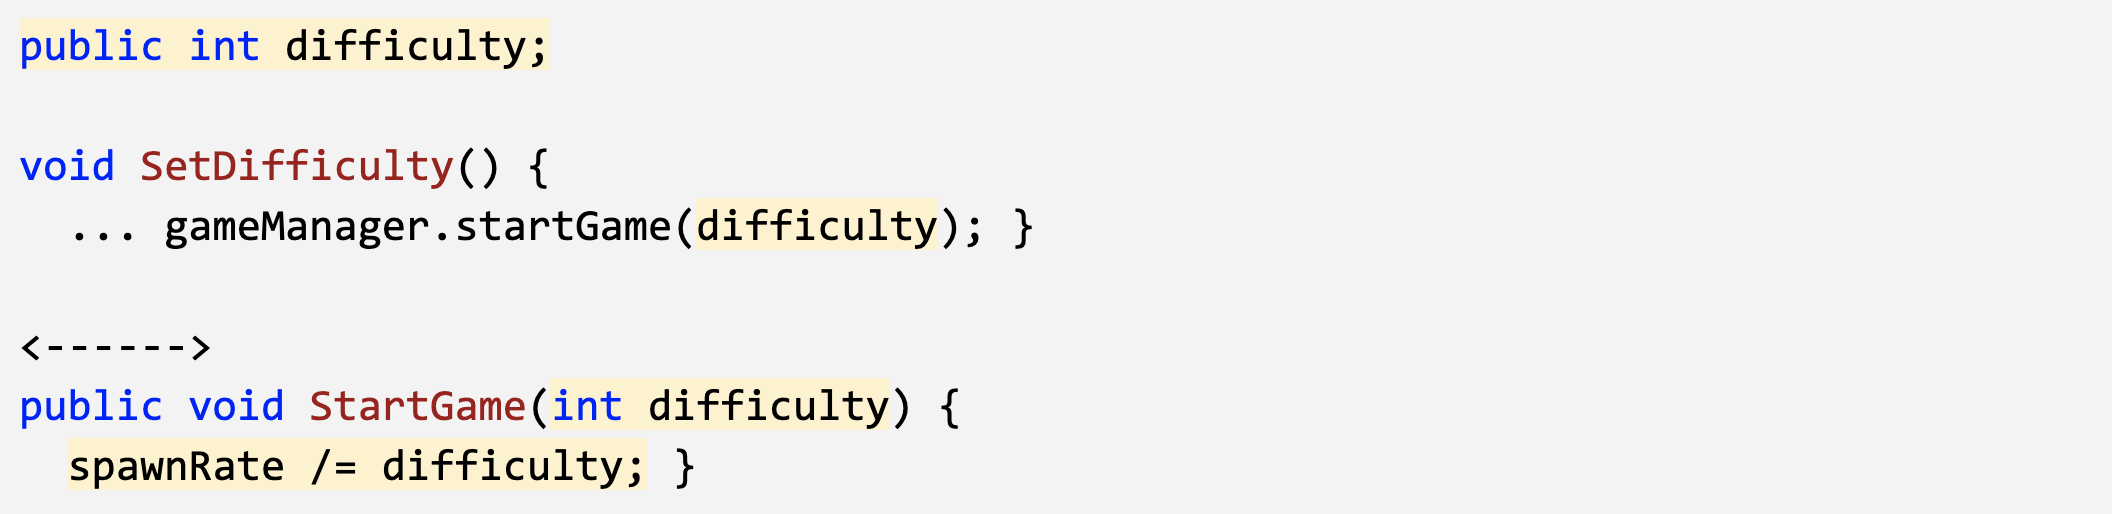 public int difficulty;
void SetDifficulty() {
... gameManager.startGame(difficulty); }
<------>
public void StartGame(int difficulty) {
spawnRate /= difficulty; }